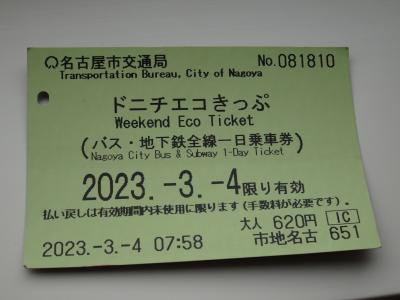 名古屋市交通局 No.081810
Transportation Bureau, City of Nagoya
ドニチエコきっぷ
Weekend Eco Ticket
(バス・地下鉄全線一日乗車券)
Nagoya City Bus & Subway 1-Day Ticket
2023.-3.-4限り有効
払い戻しは有効期間内未使用に限ります(手数料が必要です)。
大人 620円 IC
2023.-3.-4 07:58 市地名古 651